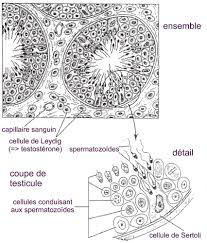 ensemble
capillaire sanguin
cellule de Leydig
(=> testostérone)
spermatozoïdes
détail
coupe de
testicule
cellules conduisant
aux spermatozoïdes
cellule de Sertoli